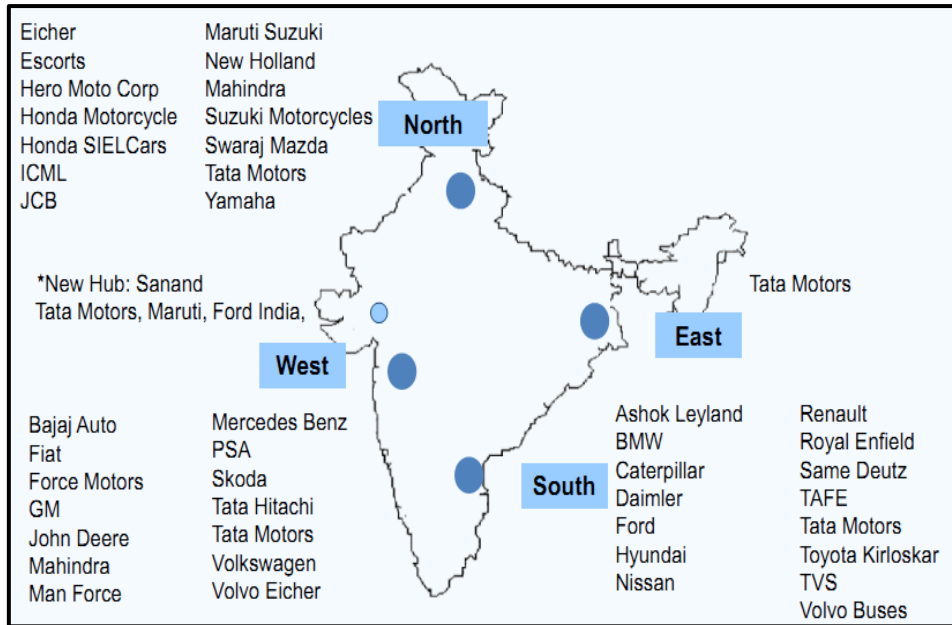 Eicher
Escorts
Hero Moto Corp
Honda Motorcycle
Honda SIELCars
ICML
JCB
Maruti Suzuki
New Holland
Mahindra
Suzuki Motorcycles
Swaraj Mazda
Tata Motors
Yamaha
North
*New Hub: Sanand
Tata Motors, Maruti, Ford India,
Tata Motors
East
West
Bajaj Auto
Fiat
Force Motors
GM
John Deere
Mahindra
Man Force
Mercedes Benz
PSA
Skoda
Tata Hitachi
Tata Motors
Volkswagen
Volvo Eicher
South
Ashok Leyland
BMW
Caterpillar
Daimler
Ford
Hyundai
Nissan
Renault
Royal Enfield
Same Deutz
TAFE
Tata Motors
Toyota Kirloskar
TVS
Volvo Buses